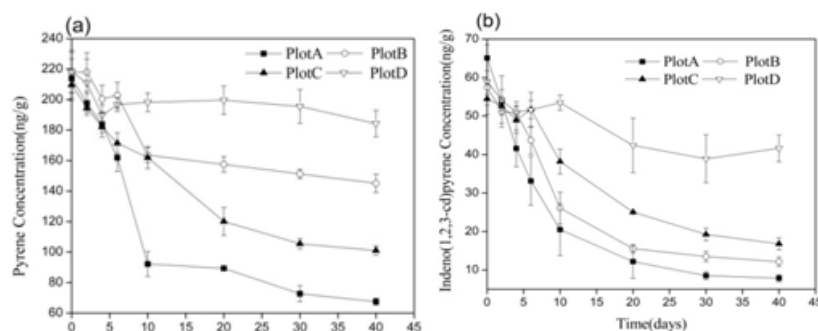 (a)
PlotA PlotB
PlotC PlotD
Pyrene Concentration(ng/g)
240
220
200
180
160
140
120
100
80
60
0 5 10 15 20 25 30 35 40 45
(b)
PlotA PlotB
PlotC PlotD
Indeno(1,2,3-cd)pyrene Concentration(ng/g)
70
60
50
40
30
20
10
0 5 10 15 20 25 30 35 40 45
Time(days)